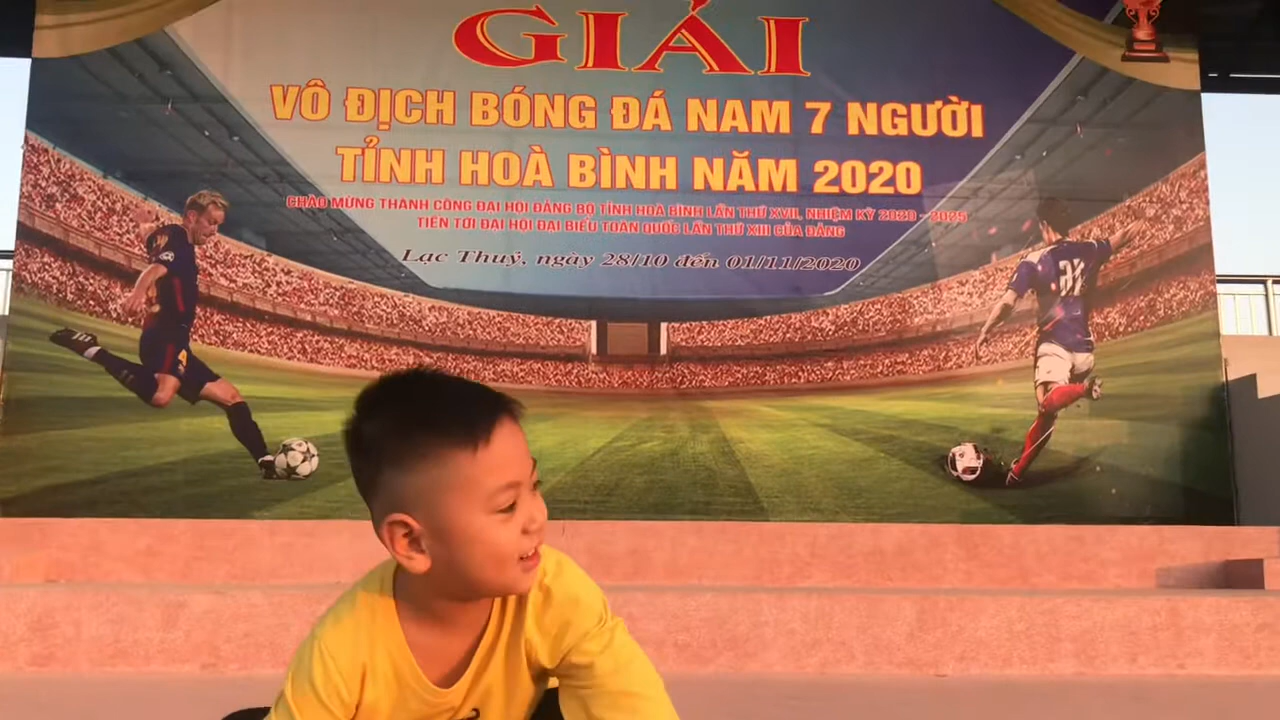 GIẢI
VÔ ĐỊCH BÓNG ĐÁ NAM 7 NGƯỜI
TỈNH HOÀ BÌNH NĂM 2020
CHÀO MỪNG THÀNH CÔNG ĐẠI HỘI ĐẢNG BỘ TỈNH HOÀ BÌNH LẦN THỨ XVII, NHIỆM KỲ 2020 - 2025
TIẾN TỚI ĐẠI HỘI ĐẠI BIỂU TOÀN QUỐC LẦN THỨ XIII CỦA ĐẢNG
Lạc Thuỷ, ngày 28/10 đến 01/11/2020